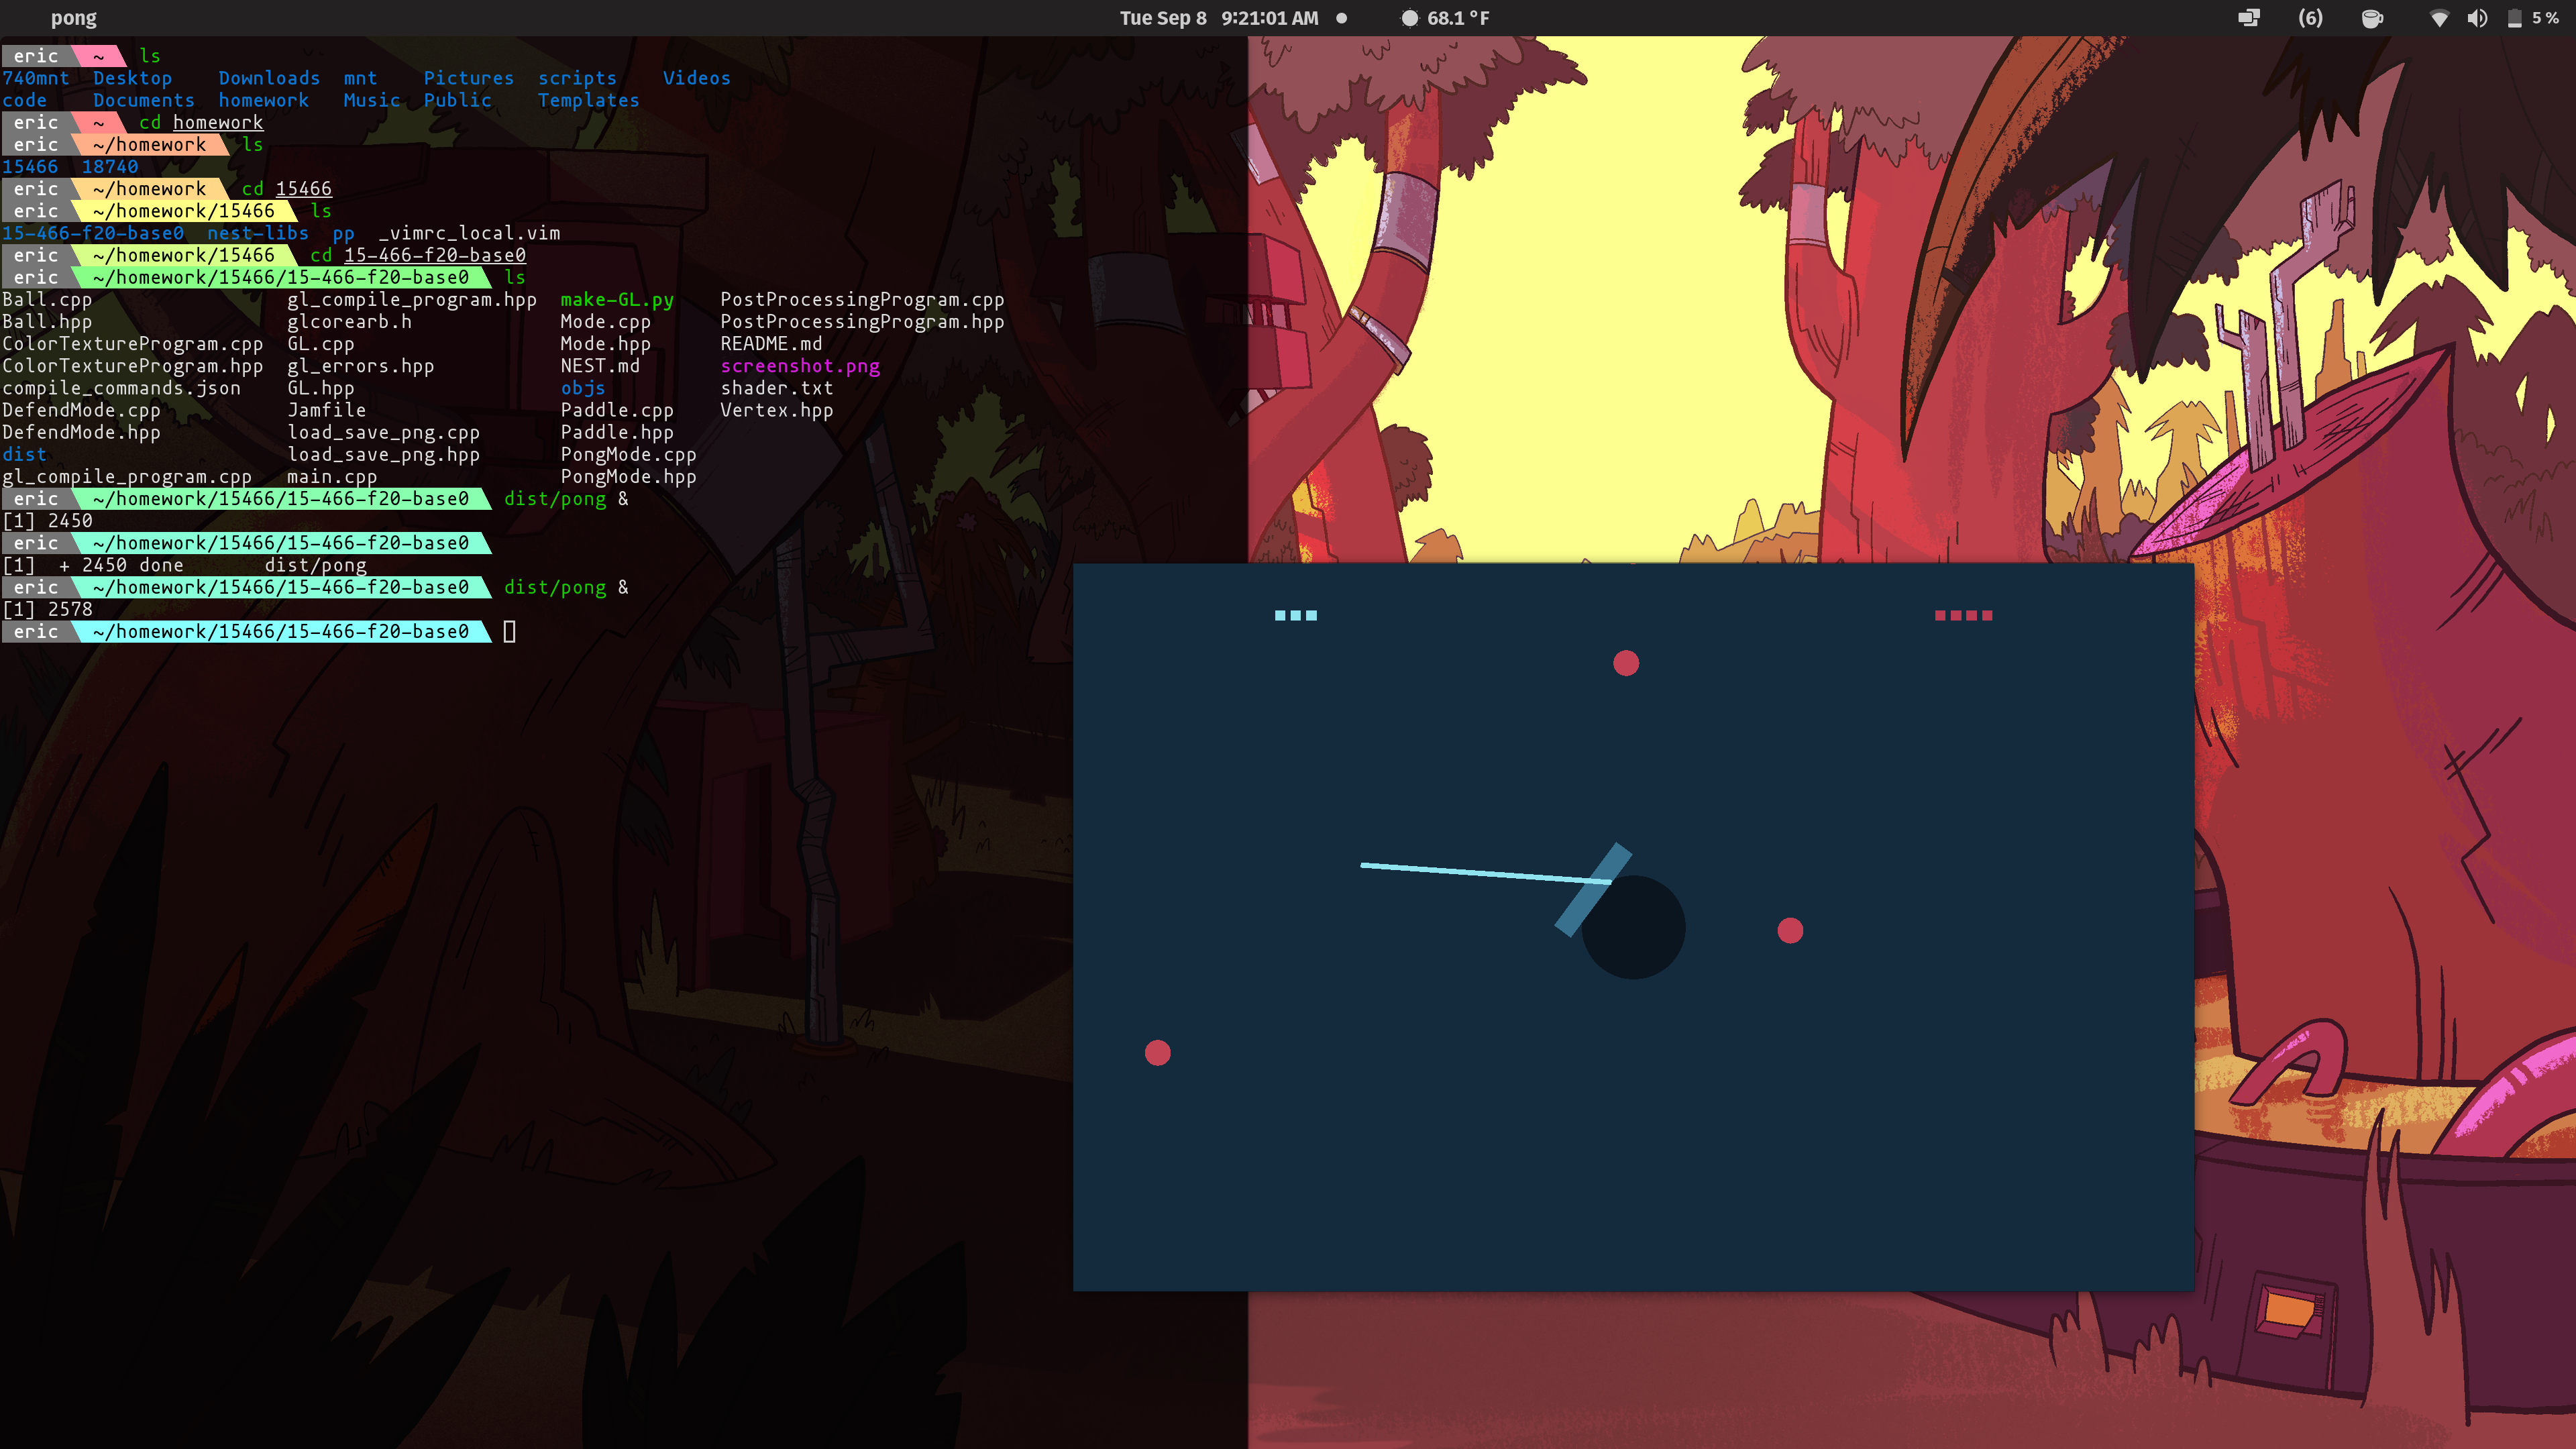 pong Tue Sep 8 9:21:01 AM 68.1 °F (6) 5 %
eric ~ ls
740mnt Desktop Downloads mnt Pictures scripts Videos
code Documents homework Music Public Templates
eric ~ cd homework
eric ~/homework ls
15466 18740
eric ~/homework cd 15466
eric ~/homework/15466 ls
15-466-f20-base0 nest-libs pp _vimrc_local.vim
eric ~/homework/15466 cd 15-466-f20-base0
eric ~/homework/15466/15-466-f20-base0 ls
Ball.cpp gl_compile_program.hpp make-GL.py PostProcessingProgram.cpp
Ball.hpp glcorearb.h Mode.cpp PostProcessingProgram.hpp
ColorTextureProgram.cpp GL.cpp Mode.hpp README.md
ColorTextureProgram.hpp gl_errors.hpp NEST.md screenshot.png
compile_commands.json GL.hpp objs shader.txt
DefendMode.cpp Jamfile Paddle.cpp Vertex.hpp
DefendMode.hpp load_save_png.cpp Paddle.hpp
dist load_save_png.hpp PongMode.cpp
gl_compile_program.cpp main.cpp PongMode.hpp
eric ~/homework/15466/15-466-f20-base0 dist/pong &
[1] 2450
eric ~/homework/15466/15-466-f20-base0
[1] + 2450 done dist/pong
eric ~/homework/15466/15-466-f20-base0 dist/pong &
[1] 2578
eric ~/homework/15466/15-466-f20-base0